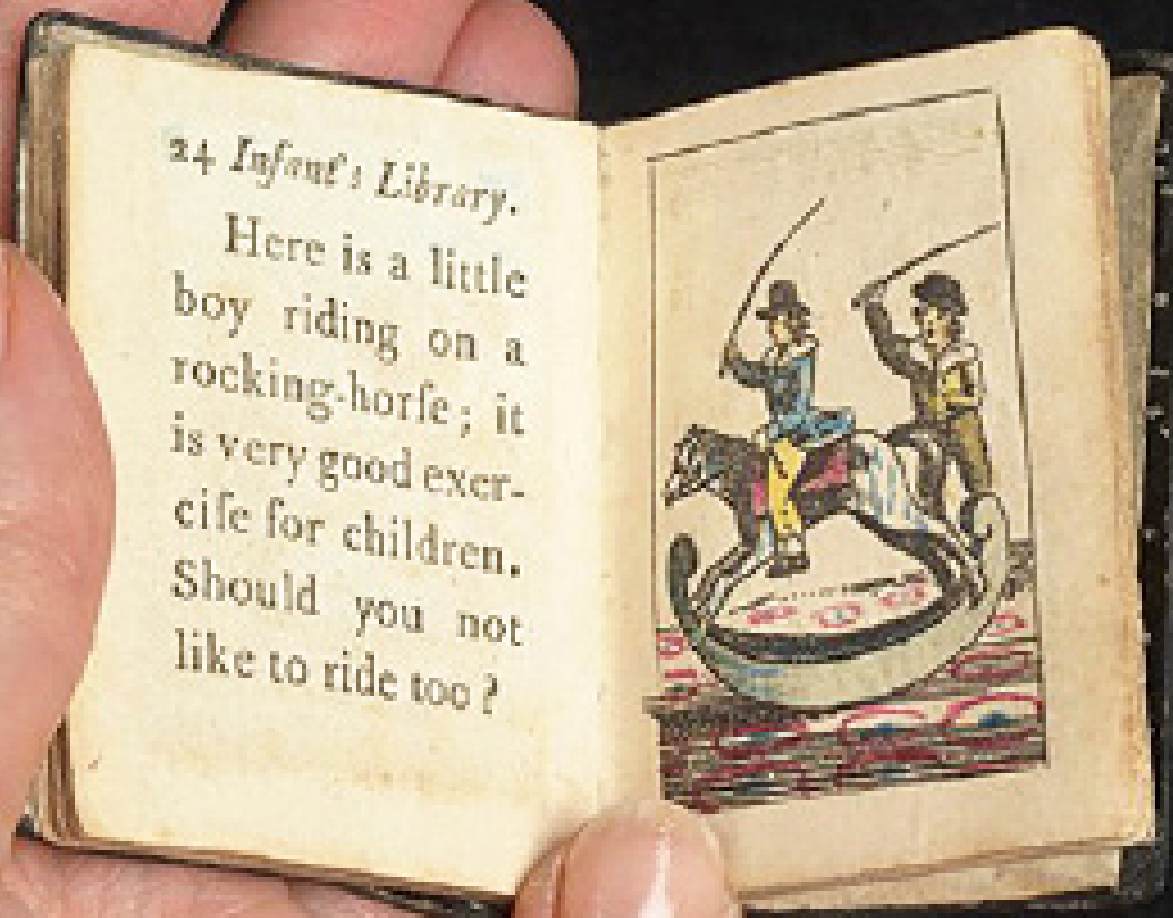 24 Infant's Library.
Here is a little
boy riding on a
rocking-horſe; it
is very good exer-
ciſe for children.
Should you not
like to ride too?